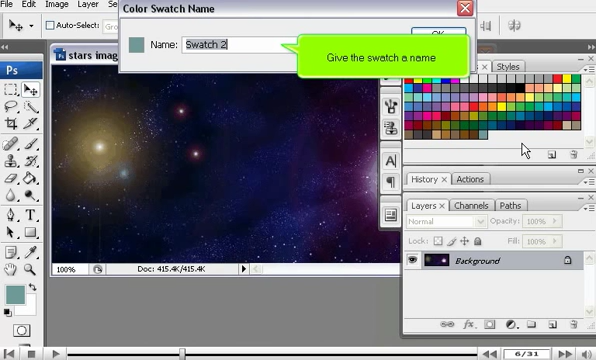 File Edit Image Layer Select
Color Swatch Name
Auto-Select:
Name: Swatch 2
Give the swatch a name
Styles
Ps
stars imag
History × Actions
Layers × Channels Paths
Normal Opacity: 100%
Lock: Fill: 100%
Background
100% Doc: 415.4K/415.4K
6/31